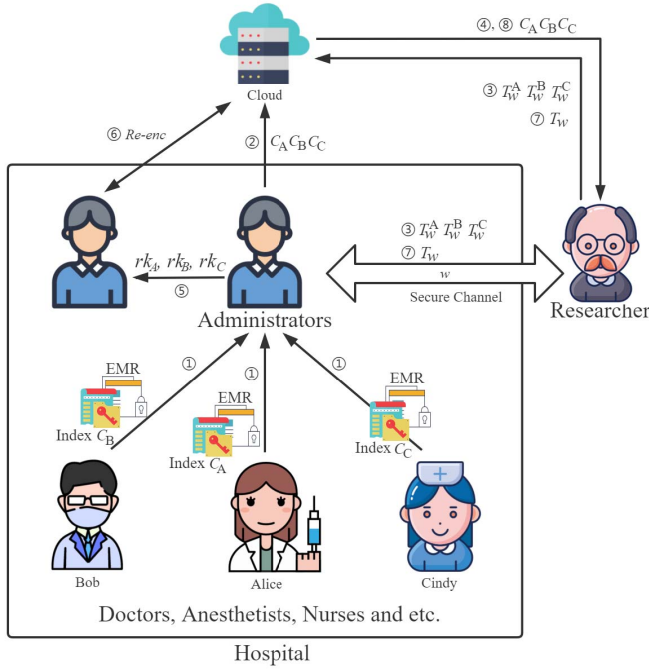 ④, ⑧ C_A C_B C_C
Cloud
③ T_w^A T_w^B T_w^C
⑦ T_w
⑥ Re-enc
② C_A C_B C_C
③ T_w^A T_w^B T_w^C
⑦ T_w
rk_A, rk_B, rk_C
⑤
w
Secure Channel
Researcher
Administrators
①
①
①
EMR
EMR
EMR
Index C_B
Index C_A
Index C_C
Bob
Alice
Cindy
Doctors, Anesthetists, Nurses and etc.
Hospital